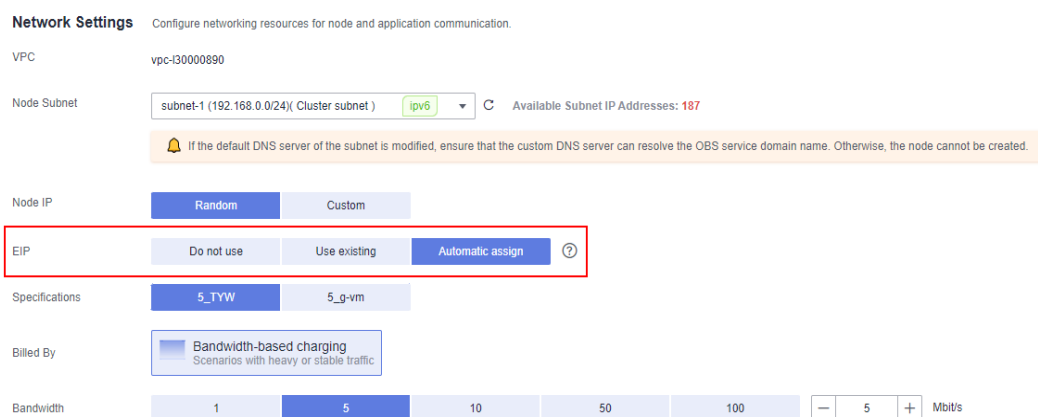 Network Settings Configure networking resources for node and application communication.
VPC vpc-l30000890
Node Subnet subnet-1 (192.168.0.0/24)( Cluster subnet ) ipv6 Available Subnet IP Addresses: 187
If the default DNS server of the subnet is modified, ensure that the custom DNS server can resolve the OBS service domain name. Otherwise, the node cannot be created.
Node IP Random Custom
EIP Do not use Use existing Automatic assign ?
Specifications 5_TYW 5_g-vm
Billed By Bandwidth-based charging
Scenarios with heavy or stable traffic
Bandwidth 1 5 10 50 100 — 5 + Mbit/s